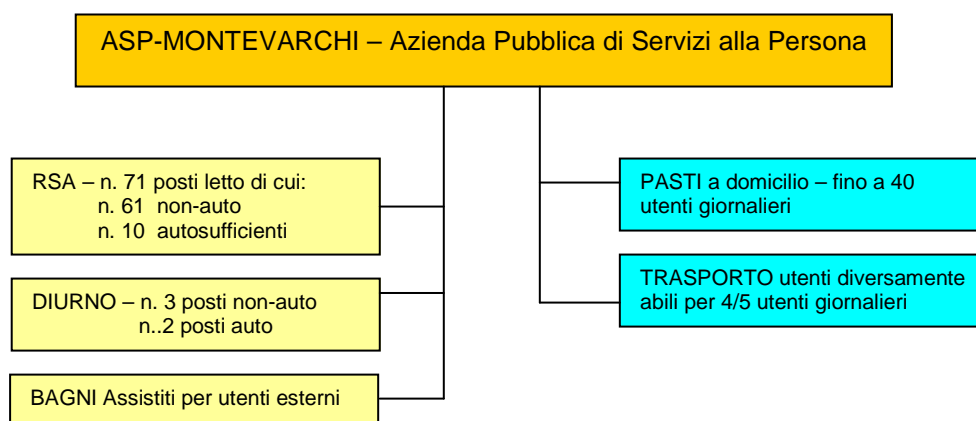 ASP-MONTEVARCHI – Azienda Pubblica di Servizi alla Persona
RSA – n. 71 posti letto di cui:
n. 61 non-auto
n. 10 autosufficienti
DIURNO – n. 3 posti non-auto
n..2 posti auto
BAGNI Assistiti per utenti esterni
PASTI a domicilio – fino a 40
utenti giornalieri
TRASPORTO utenti diversamente
abili per 4/5 utenti giornalieri